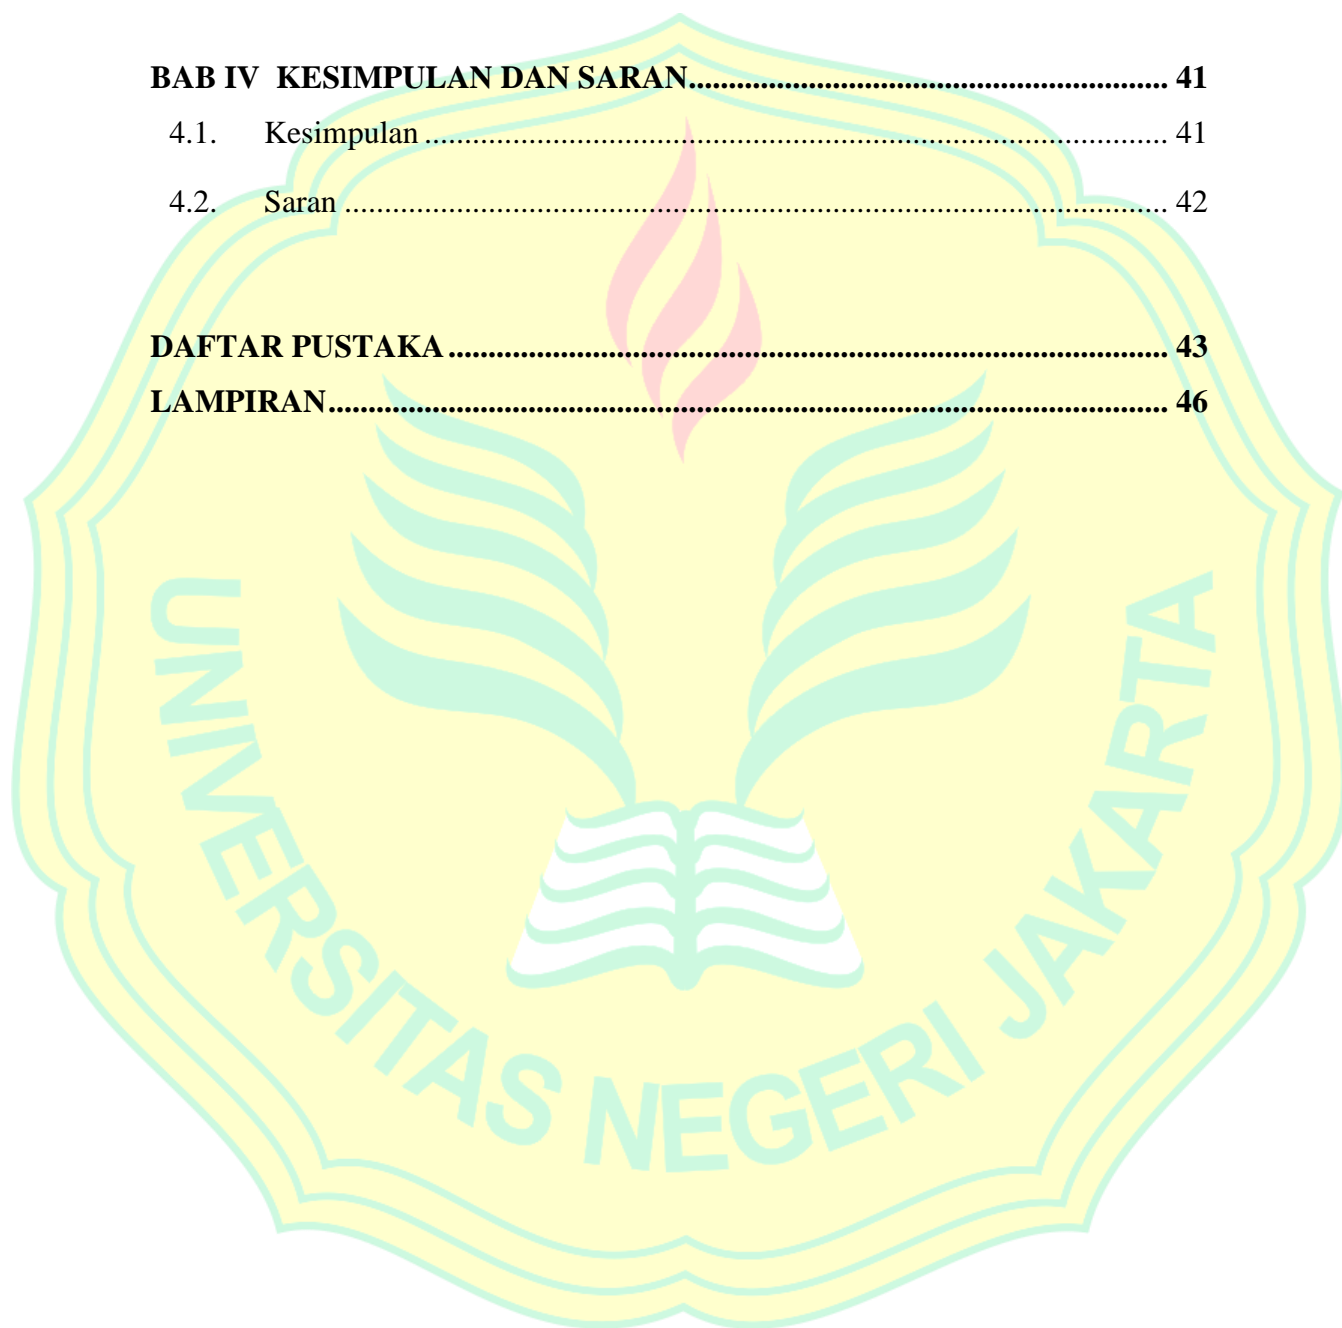 BAB IV  KESIMPULAN DAN SARAN............................................................ 41
4.1. Kesimpulan.............................................................................................. 41
4.2. Saran........................................................................................................ 42
DAFTAR PUSTAKA.......................................................................................... 43
LAMPIRAN......................................................................................................... 46
UNIVERSITAS NEGERI JAKARTA